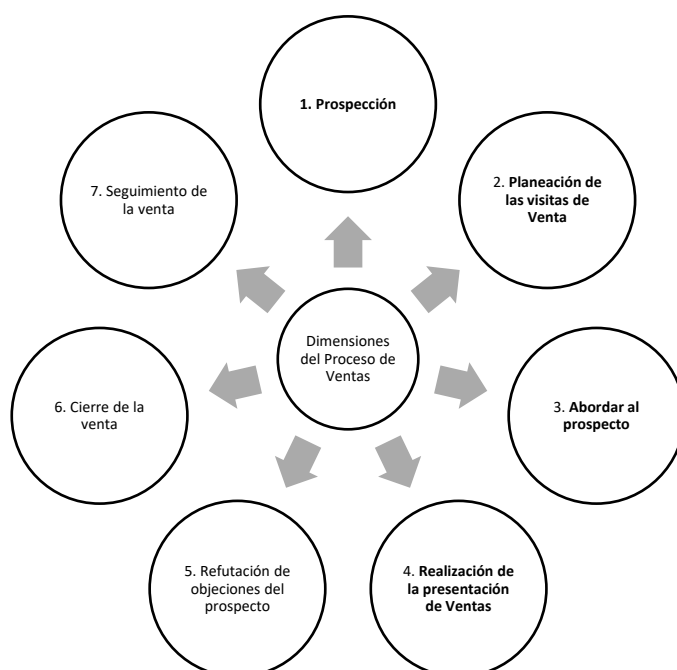 1. Prospección
2. Planeación de
las visitas de
Venta
3. Abordar al
prospecto
4. Realización de
la presentación
de Ventas
5. Refutación de
objeciones del
prospecto
6. Cierre de la
venta
7. Seguimiento de
la venta
Dimensiones
del Proceso de
Ventas